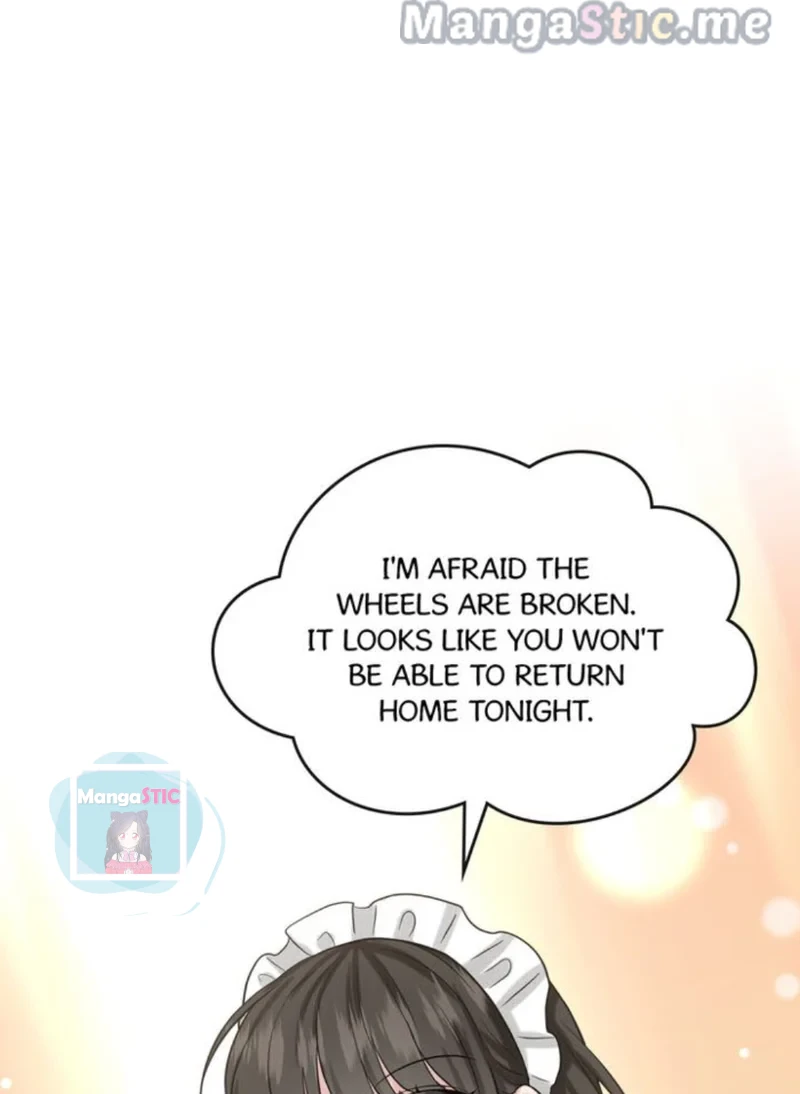 MangaStic.me
I'M AFRAID THE
WHEELS ARE BROKEN.
IT LOOKS LIKE YOU WON'T
BE ABLE TO RETURN
HOME TONIGHT.
MangaSTIC